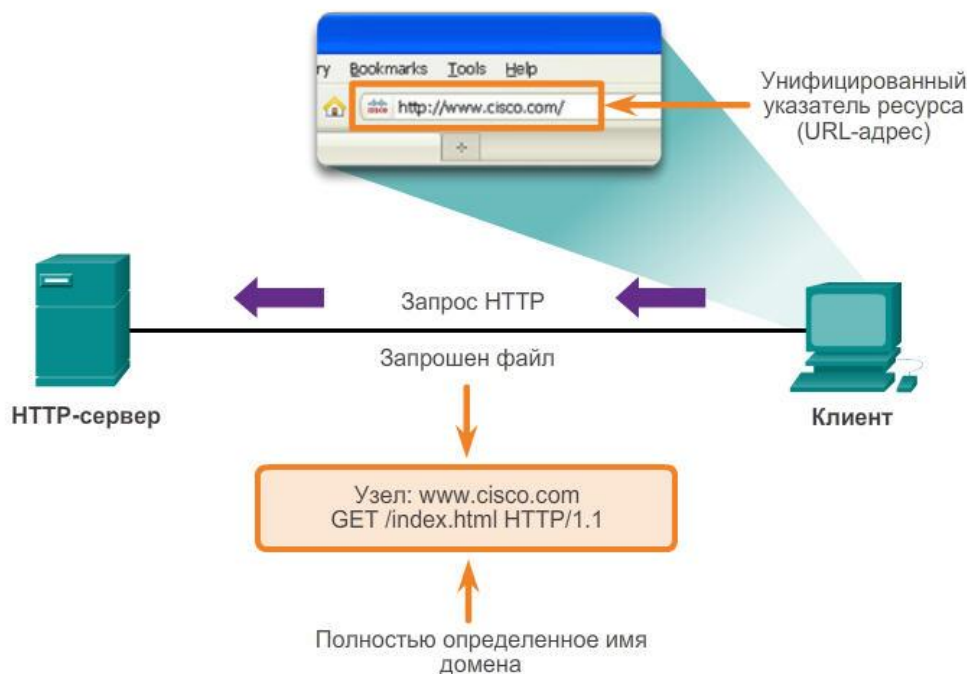 ry Bookmarks Tools Help
http://www.cisco.com/
Унифицированный
указатель ресурса
(URL-адрес)
Запрос HTTP
Запрошен файл
HTTP-сервер
Клиент
Узел: www.cisco.com
GET /index.html HTTP/1.1
Полностью определенное имя
домена